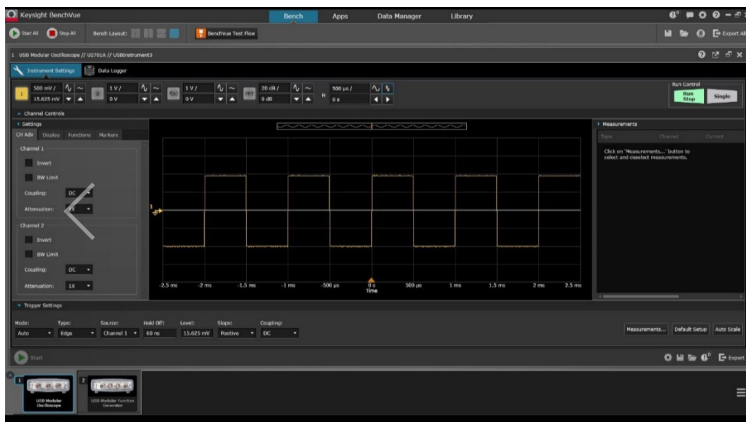 Keysight BenchVue
Bench
Apps
Data Manager
Library
Start All
Stop All
Bench Layout:
BenchVue Test Flow
Export All
1 USB Modular Oscilloscope // U2701A // USBInstrument3
Instrument Settings
Data Logger
1
500 mV/
15.625 mV
1 V/
0 V
1 V/
0 V
20 dB/
0 dB
H
500 µs/
0 s
Run Control
Run
Stop
Single
Channel Controls
Settings
CH Adv
Display
Functions
Markers
Channel 1
Invert
BW Limit
Coupling:
DC
Attenuation:
Channel 2
Invert
BW Limit
Coupling:
DC
Attenuation:
1X
1
-2.5 ms
-2 ms
-1.5 ms
-1 ms
-500 µs
0 s
500 µs
1 ms
1.5 ms
2 ms
2.5 ms
Time
Measurements
Type
Channel
Current
Click on 'Measurements...' button to
select and deselect measurements.
Trigger Settings
Mode:
Type:
Source:
Hold Off:
Level:
Slope:
Coupling:
Auto
Edge
Channel 1
60 ns
15.625 mV
Positive
DC
Measurements...
Default Setup
Auto Scale
Start
Export
1
USB Modular
Oscilloscope
2
USB Modular Function
Generator